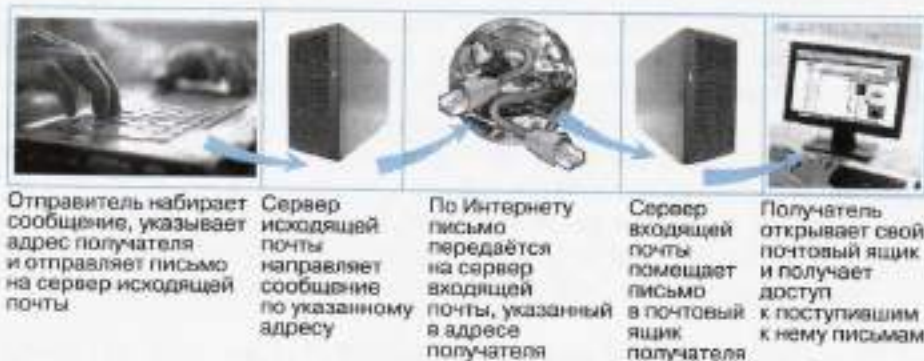 Отправитель набирает
сообщение, указывает
адрес получателя
и отправляет письмо
на сервер исходящей
почты
Сервер
исходящей
почты
направляет
сообщение
по указанному
адресу
По Интернету
письмо
передаётся
на сервер
входящей
почты, указанный
в адресе
получателя
Сервер
входящей
почты
помещает
письмо
в почтовый
ящик
получателя
Получатель
открывает свой
почтовый ящик
и получает
доступ
к поступившим
к нему письмам